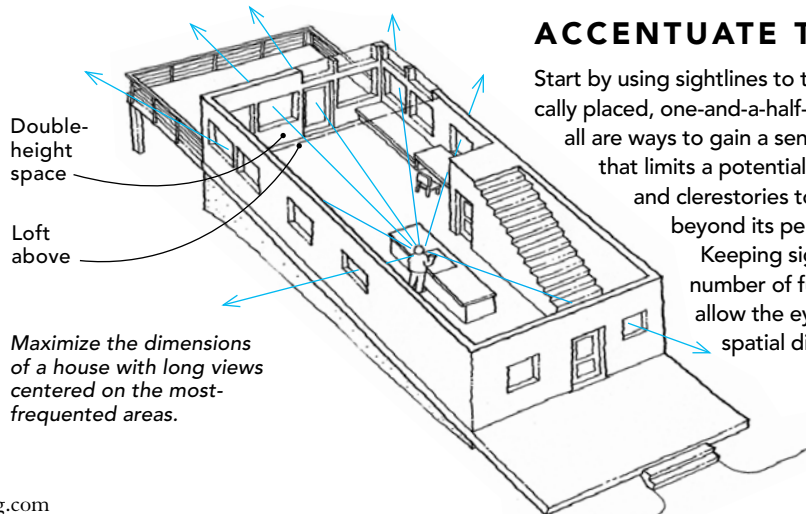 ACCENTUATE T
Start by using sightlines to t
cally placed, one-and-a-half-
all are ways to gain a sen
that limits a potential
and clerestories to
beyond its pe
Keeping sig
number of f
allow the ey
spatial di
Double-
height
space
Loft
above
Maximize the dimensions
of a house with long views
centered on the most-
frequented areas.
g.com